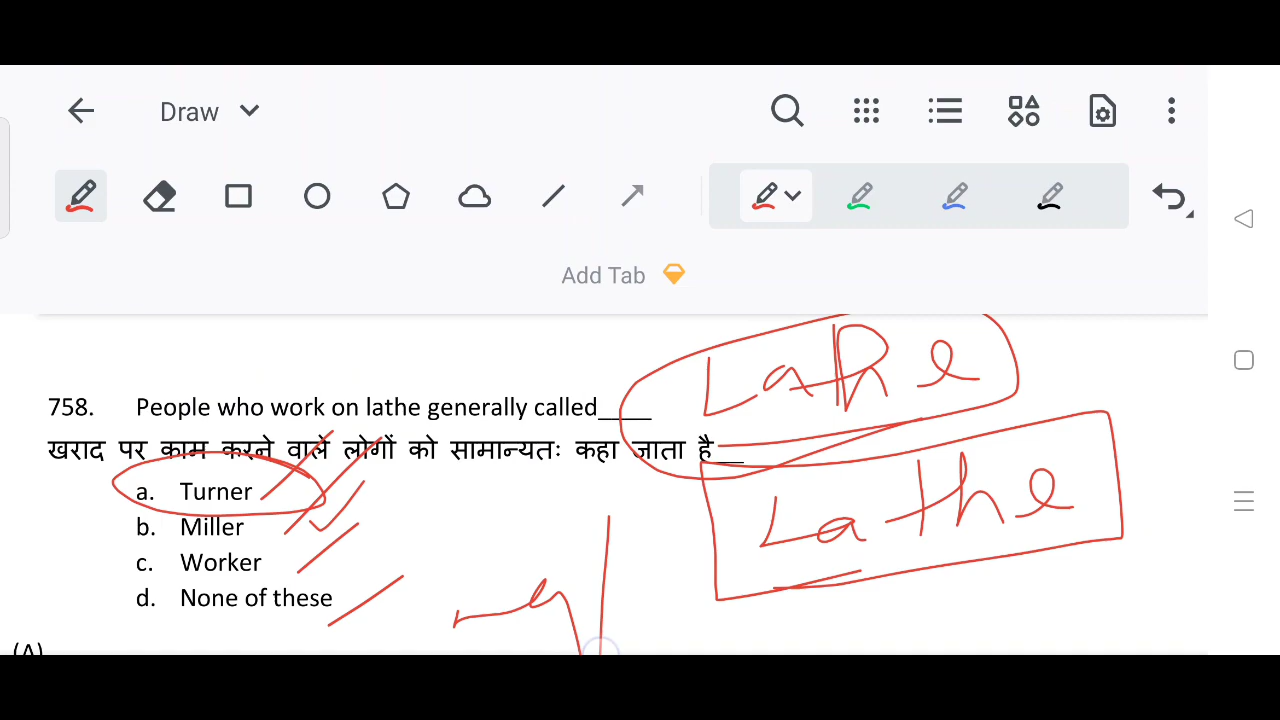 Draw
Add Tab
Lathe
758. People who work on lathe generally called____
खराद पर काम करने वाले लोगों को सामान्यतः कहा जाता है__
Lathe
a. Turner
b. Miller
c. Worker
d. None of these
(A)